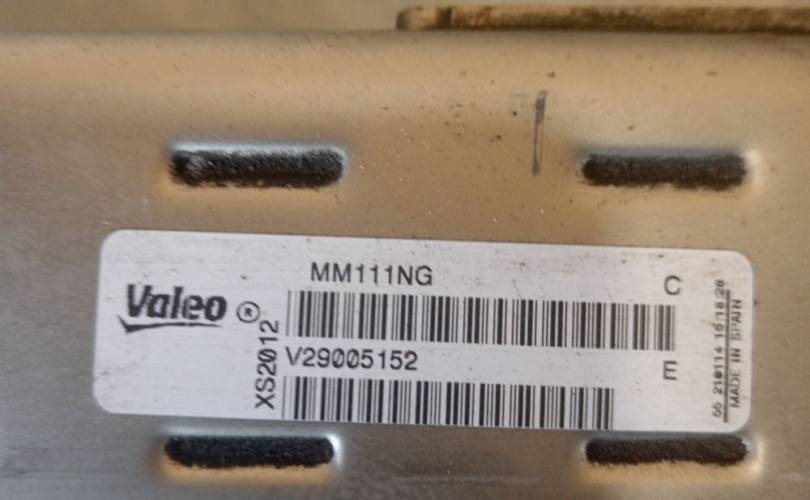 MM111NG
C
Valeo ®
XS2012
V29005152
E
MADE IN SPAIN